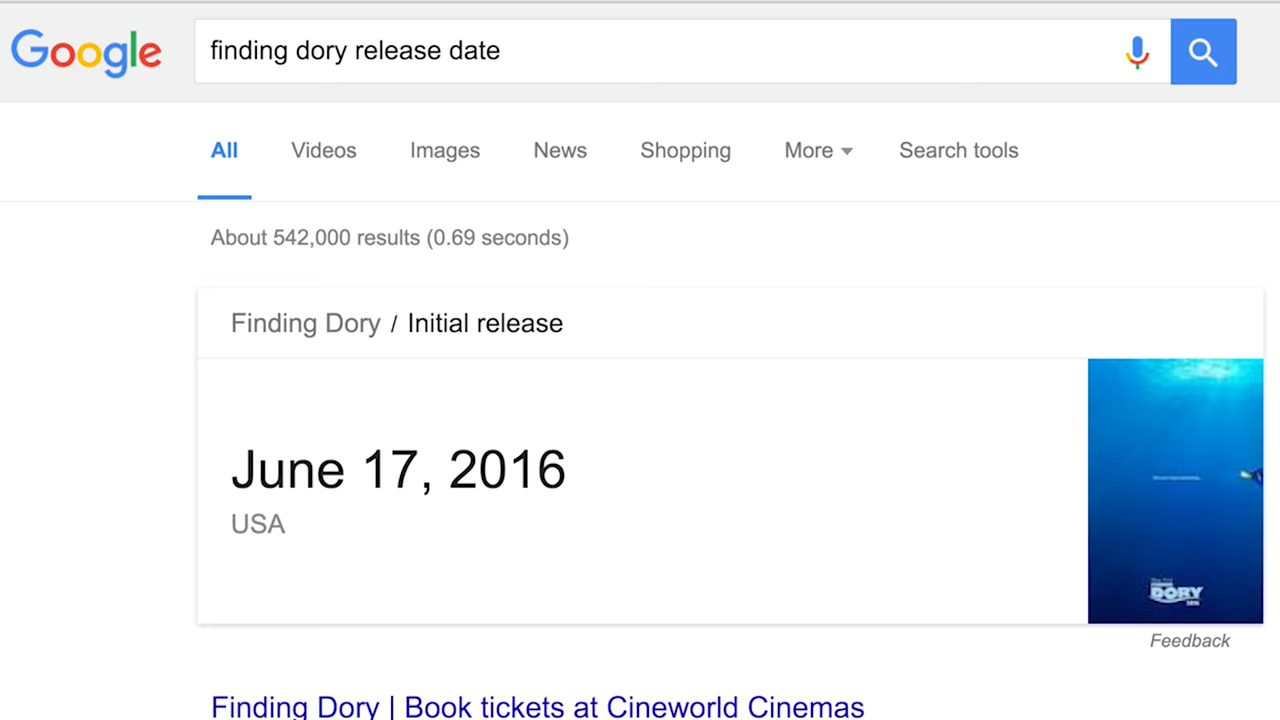 Google
finding dory release date
All Videos Images News Shopping More Search tools
About 542,000 results (0.69 seconds)
Finding Dory / Initial release
June 17, 2016
USA
DORY
Feedback
Finding Dory | Book tickets at Cineworld Cinemas